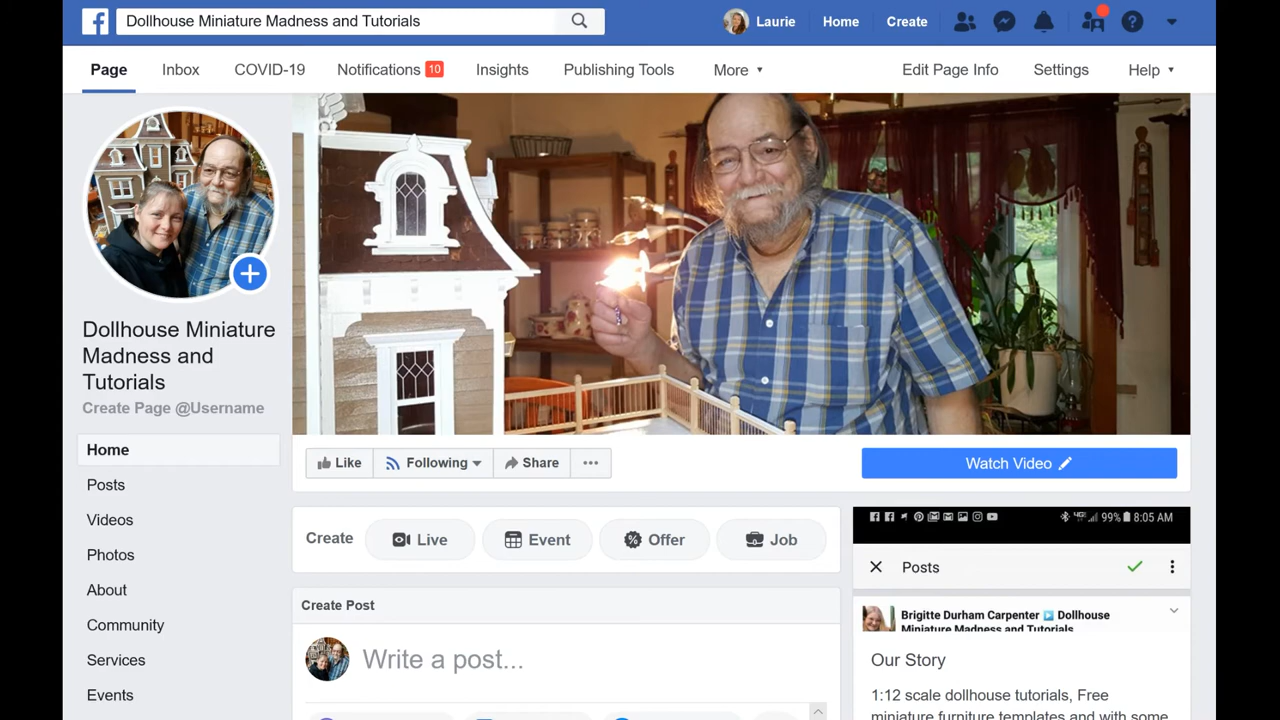 Dollhouse Miniature Madness and Tutorials
Laurie Home Create
Page Inbox COVID-19 Notifications 10 Insights Publishing Tools More Edit Page Info Settings Help
Dollhouse Miniature
Madness and
Tutorials
Create Page @Username
Home
Posts
Videos
Photos
About
Community
Services
Events
Like Following Share ...
Watch Video
Create Live Event Offer Job
Create Post
Write a post...
4G 99% 8:05 AM
Posts
Brigitte Durham Carpenter Dollhouse
Miniature Madness and Tutorials
Our Story
1:12 scale dollhouse tutorials, Free
miniature furniture templates and with some